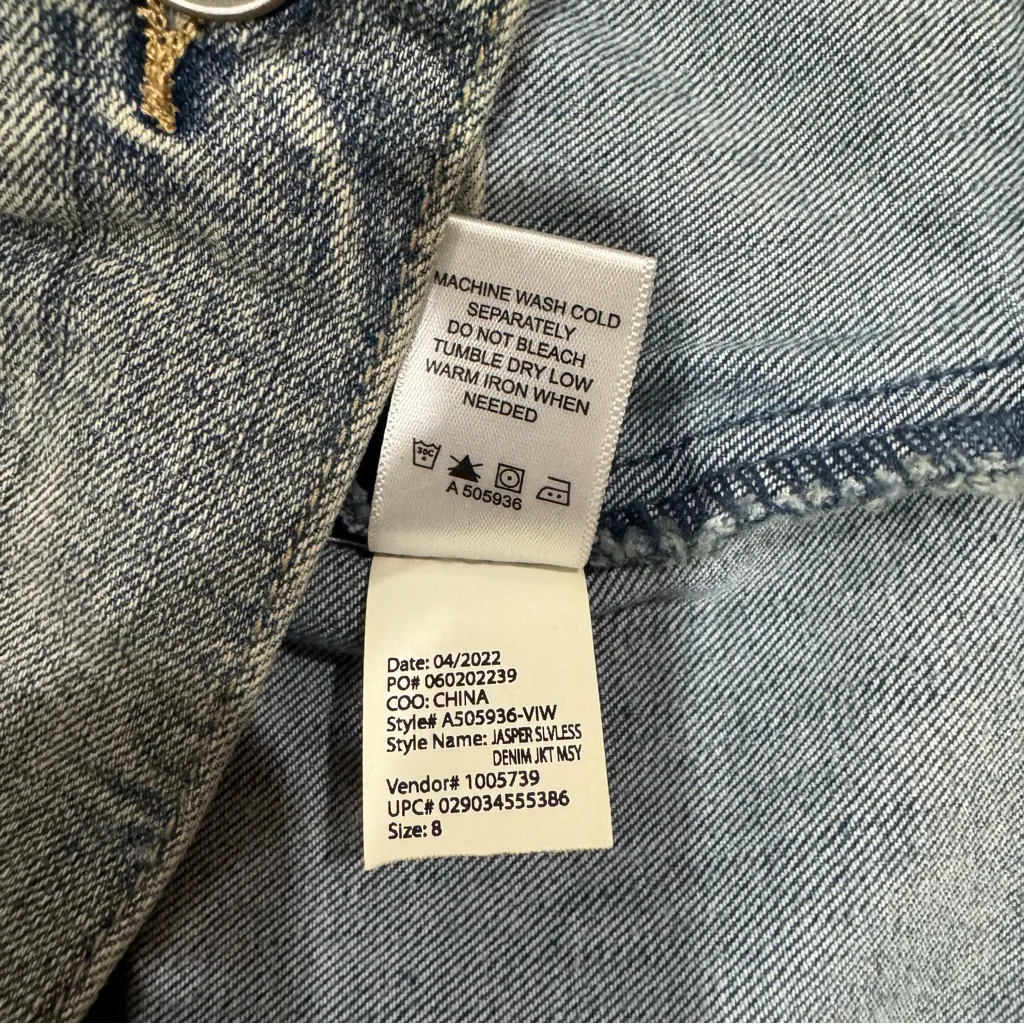 MACHINE WASH COLD
SEPARATELY
DO NOT BLEACH
TUMBLE DRY LOW
WARM IRON WHEN
NEEDED
30C
A 505936
Date: 04/2022
PO# 060202239
COO: CHINA
Style# A505936-VIW
Style Name: JASPER SLVLESS
DENIM JKT MSY
Vendor# 1005739
UPC# 029034555386
Size: 8